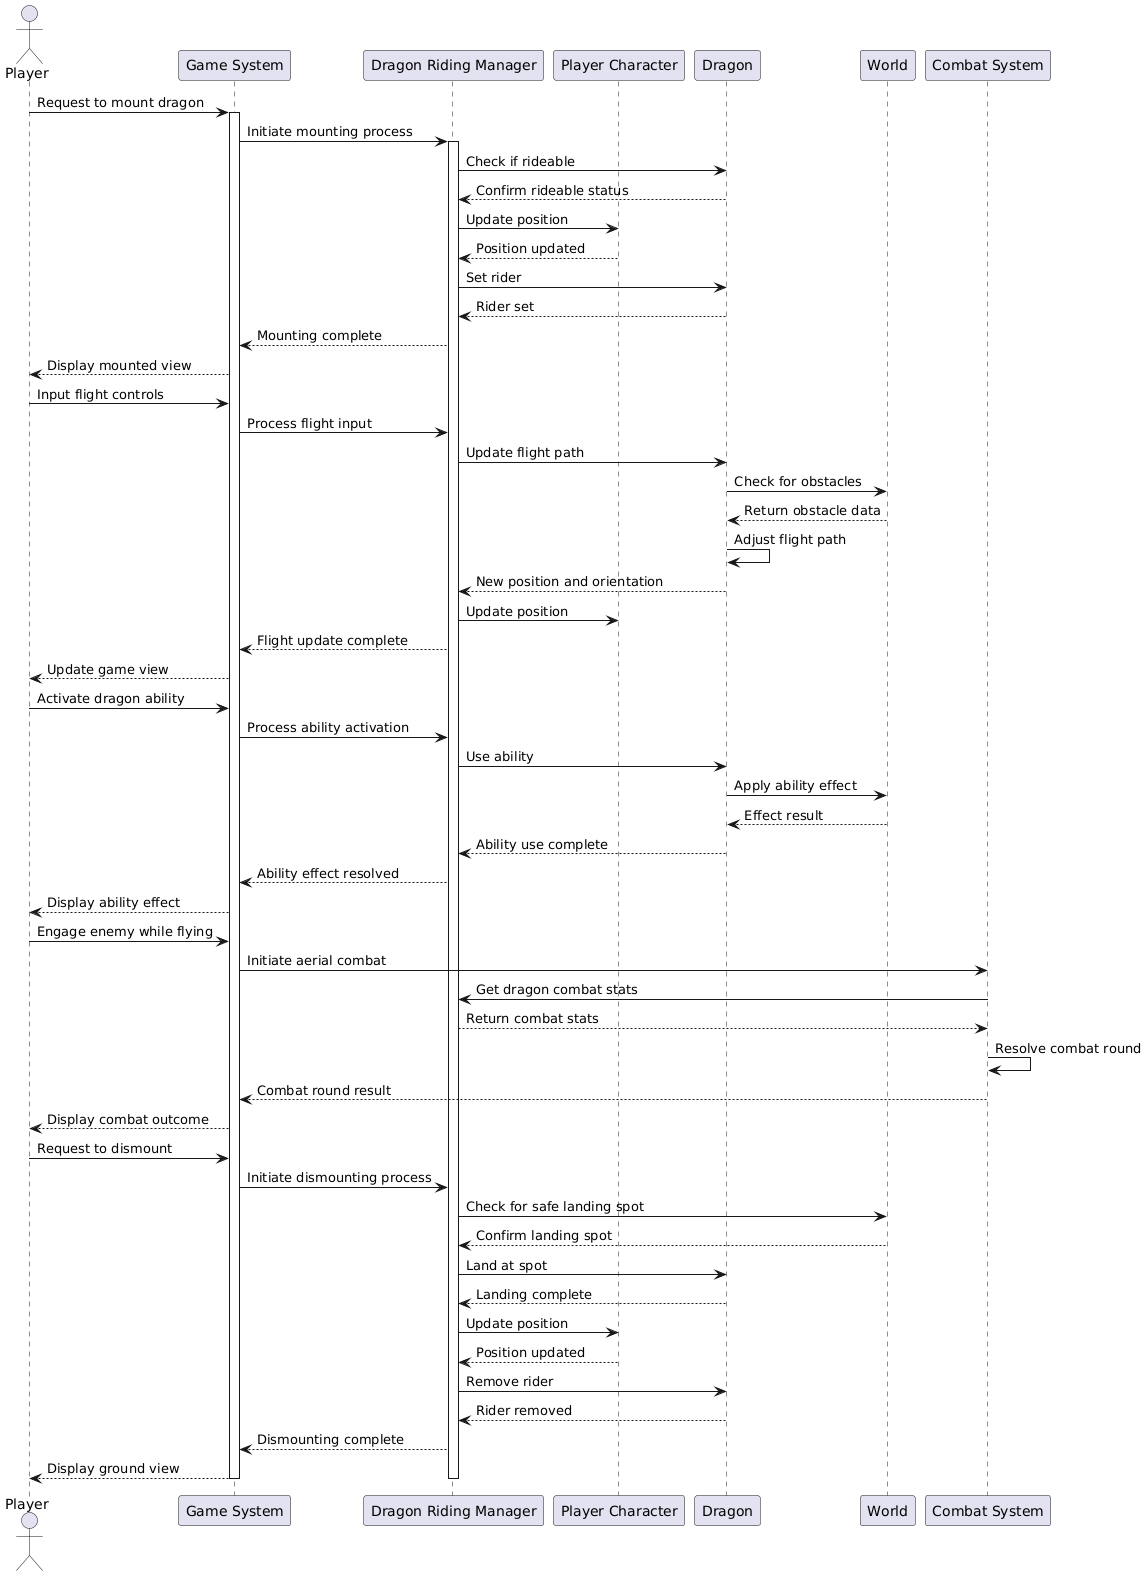 Player
Game System
Dragon Riding Manager
Player Character
Dragon
World
Combat System
Request to mount dragon
Initiate mounting process
Check if rideable
Confirm rideable status
Update position
Position updated
Set rider
Rider set
Mounting complete
Display mounted view
Input flight controls
Process flight input
Update flight path
Check for obstacles
Return obstacle data
Adjust flight path
New position and orientation
Update position
Flight update complete
Update game view
Activate dragon ability
Process ability activation
Use ability
Apply ability effect
Effect result
Ability use complete
Ability effect resolved
Display ability effect
Engage enemy while flying
Initiate aerial combat
Get dragon combat stats
Return combat stats
Resolve combat round
Combat round result
Display combat outcome
Request to dismount
Initiate dismounting process
Check for safe landing spot
Confirm landing spot
Land at spot
Landing complete
Update position
Position updated
Remove rider
Rider removed
Dismounting complete
Display ground view
Player
Game System
Dragon Riding Manager
Player Character
Dragon
World
Combat System